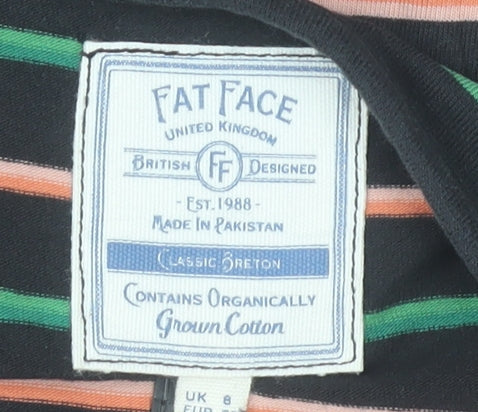 FAT FACE
UNITED KINGDOM
BRITISH FF DESIGNED
- EST. 1988 -
MADE IN PAKISTAN
CLASSIC BRETON
CONTAINS ORGANICALLY
Grown Cotton
UK 8
EUR